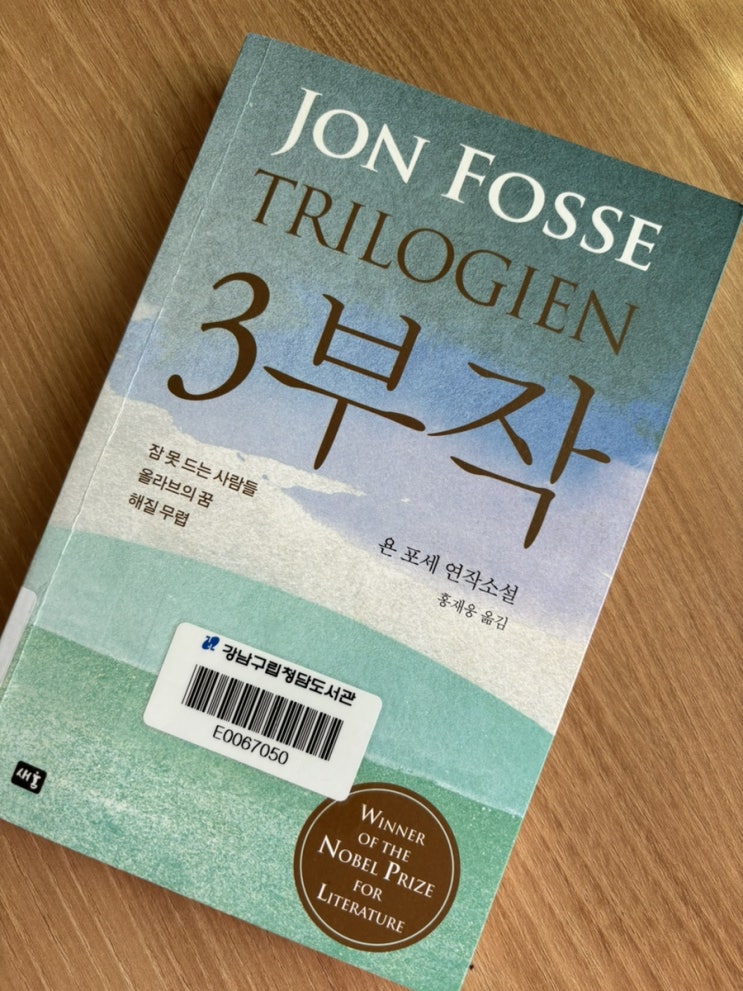 JON FOSSE
TRILOGIEN
3부작
잠 못 드는 사람들
올라브의 꿈
해질 무렵
욘 포세 연작소설
홍재웅 옮김
강남구립청담도서관
E0067050
새움
WINNER
OF THE
NOBEL PRIZE
FOR
LITERATURE